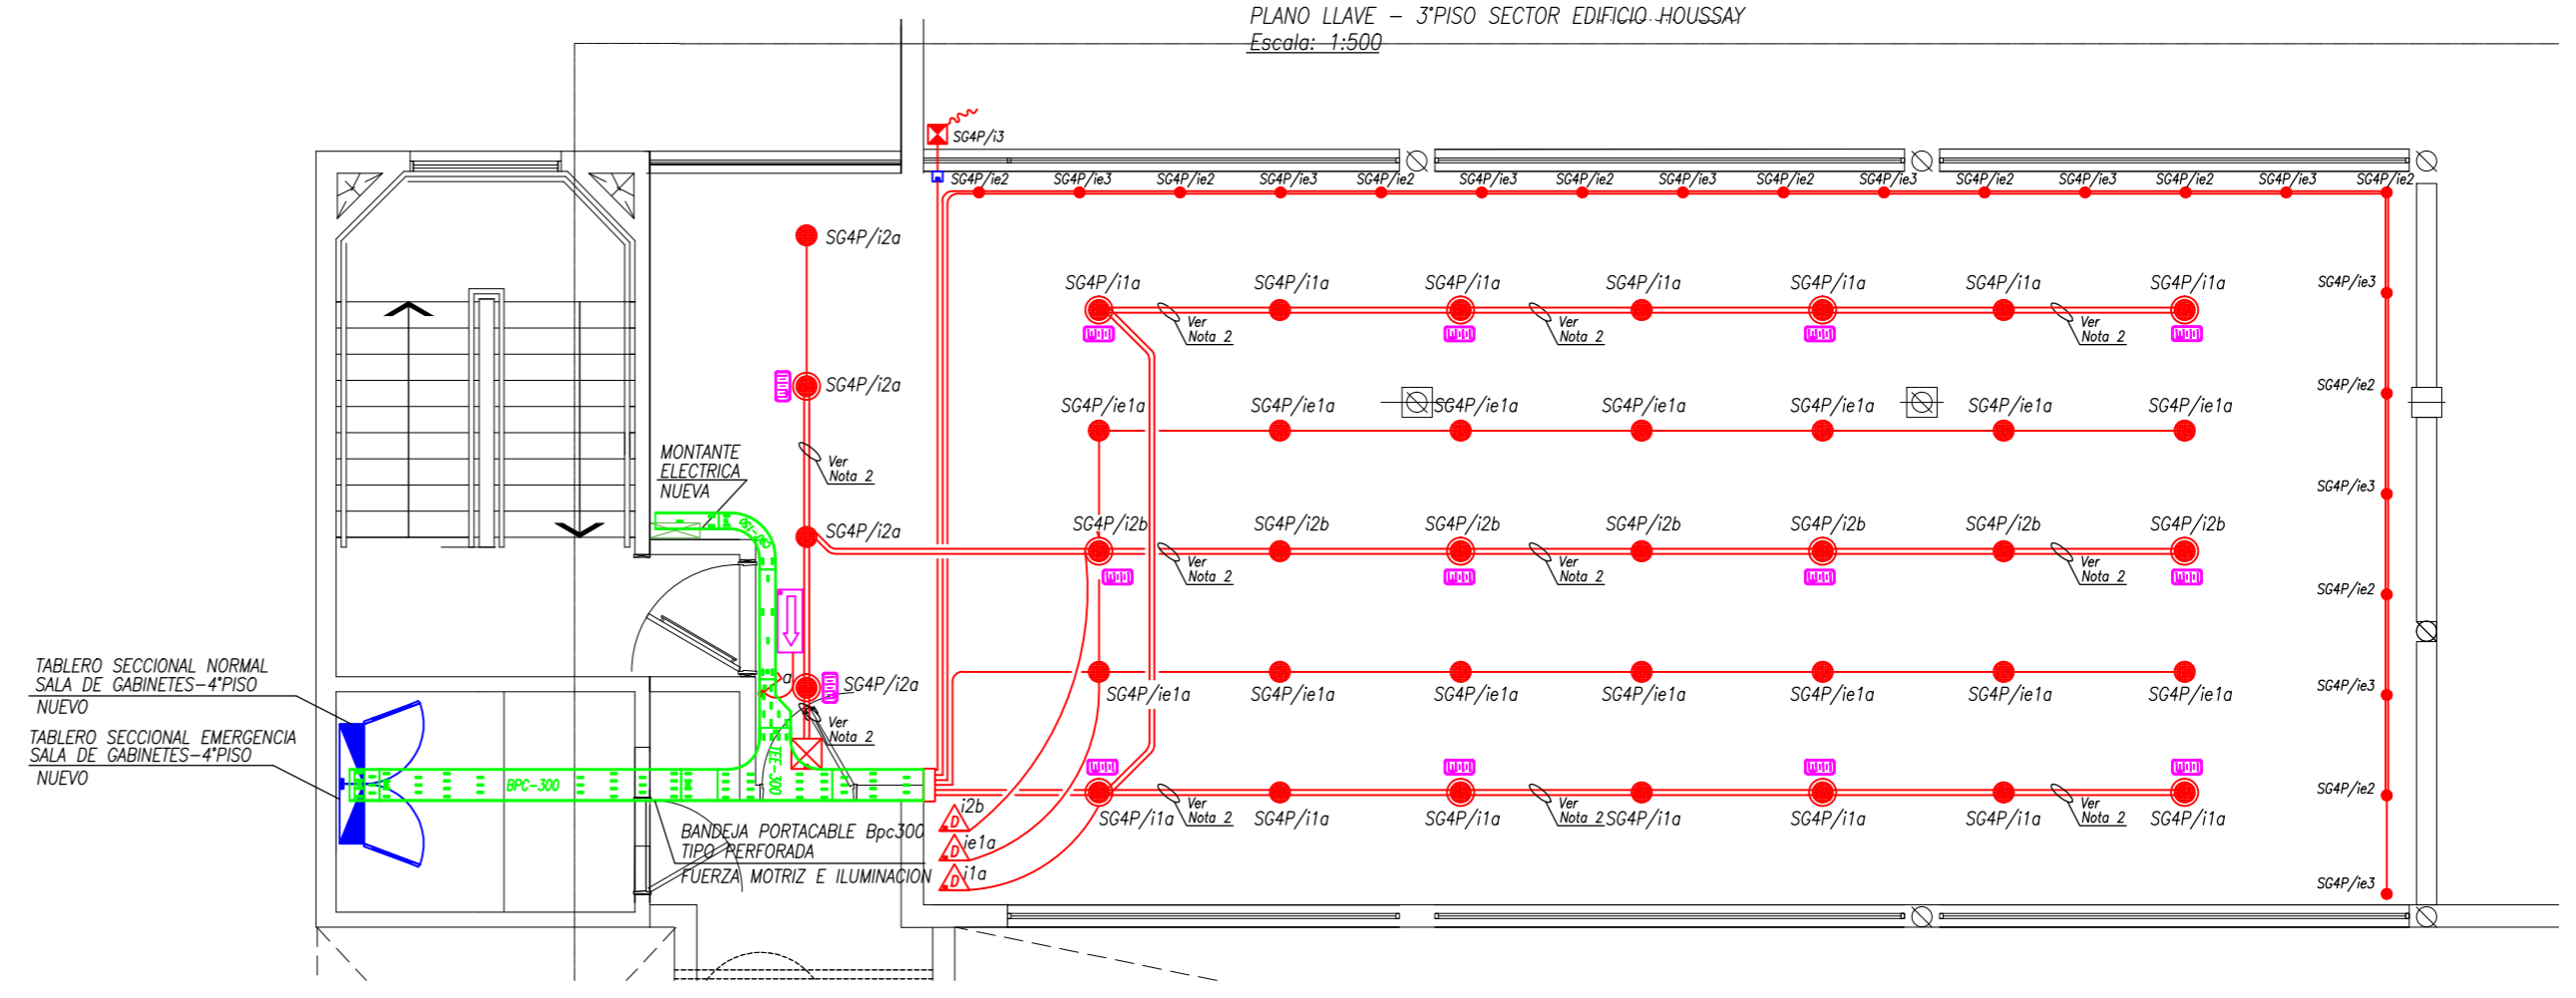 PLANO LLAVE - 3°PISO SECTOR EDIFICIO HOUSSAY
Escala: 1:500
SG4P/i3
SG4P/ie2
SG4P/ie3
SG4P/ie2
SG4P/ie3
SG4P/ie2
SG4P/ie3
SG4P/ie2
SG4P/ie3
SG4P/ie2
SG4P/ie3
SG4P/ie2
SG4P/ie3
SG4P/ie2
SG4P/ie3
SG4P/ie2
SG4P/i2a
SG4P/i1a
SG4P/i1a
SG4P/i1a
SG4P/i1a
SG4P/i1a
SG4P/i1a
SG4P/i1a
SG4P/ie3
Ver
Nota 2
Ver
Nota 2
Ver
Nota 2
SG4P/i2a
SG4P/ie2
SG4P/ie1a
SG4P/ie1a
SG4P/ie1a
SG4P/ie1a
SG4P/ie1a
SG4P/ie1a
SG4P/ie1a
MONTANTE
ELECTRICA
NUEVA
Ver
Nota 2
SG4P/ie3
SG4P/i2a
SG4P/i2b
SG4P/i2b
SG4P/i2b
SG4P/i2b
SG4P/i2b
SG4P/i2b
SG4P/i2b
Ver
Nota 2
Ver
Nota 2
Ver
Nota 2
SG4P/ie2
TABLERO SECCIONAL NORMAL
SALA DE GABINETES-4°PISO
NUEVO
a
SG4P/i2a
SG4P/ie1a
SG4P/ie1a
SG4P/ie1a
SG4P/ie1a
SG4P/ie1a
SG4P/ie1a
SG4P/ie1a
SG4P/ie3
Ver
Nota 2
TABLERO SECCIONAL EMERGENCIA
SALA DE GABINETES-4°PISO
NUEVO
BPC-300
TEE-300
SG4P/ie2
i2b
D
ie1a
D
i1a
D
SG4P/i1a
SG4P/i1a
SG4P/i1a
SG4P/i1a
SG4P/i1a
SG4P/i1a
SG4P/i1a
Ver
Nota 2
Ver
Nota 2
Ver
Nota 2
BANDEJA PORTACABLE Bpc300
TIPO PERFORADA
FUERZA MOTRIZ E ILUMINACION
SG4P/ie3